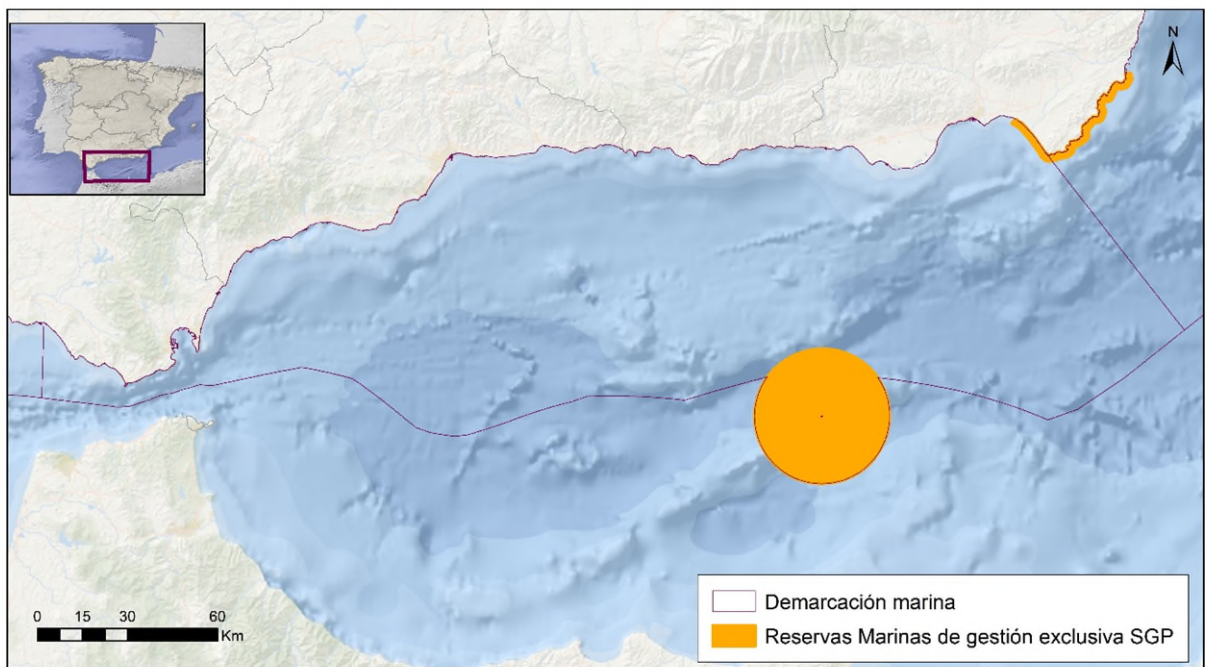 N
Demarcación marina
Reservas Marinas de gestión exclusiva SGP
0 15 30 60
Km